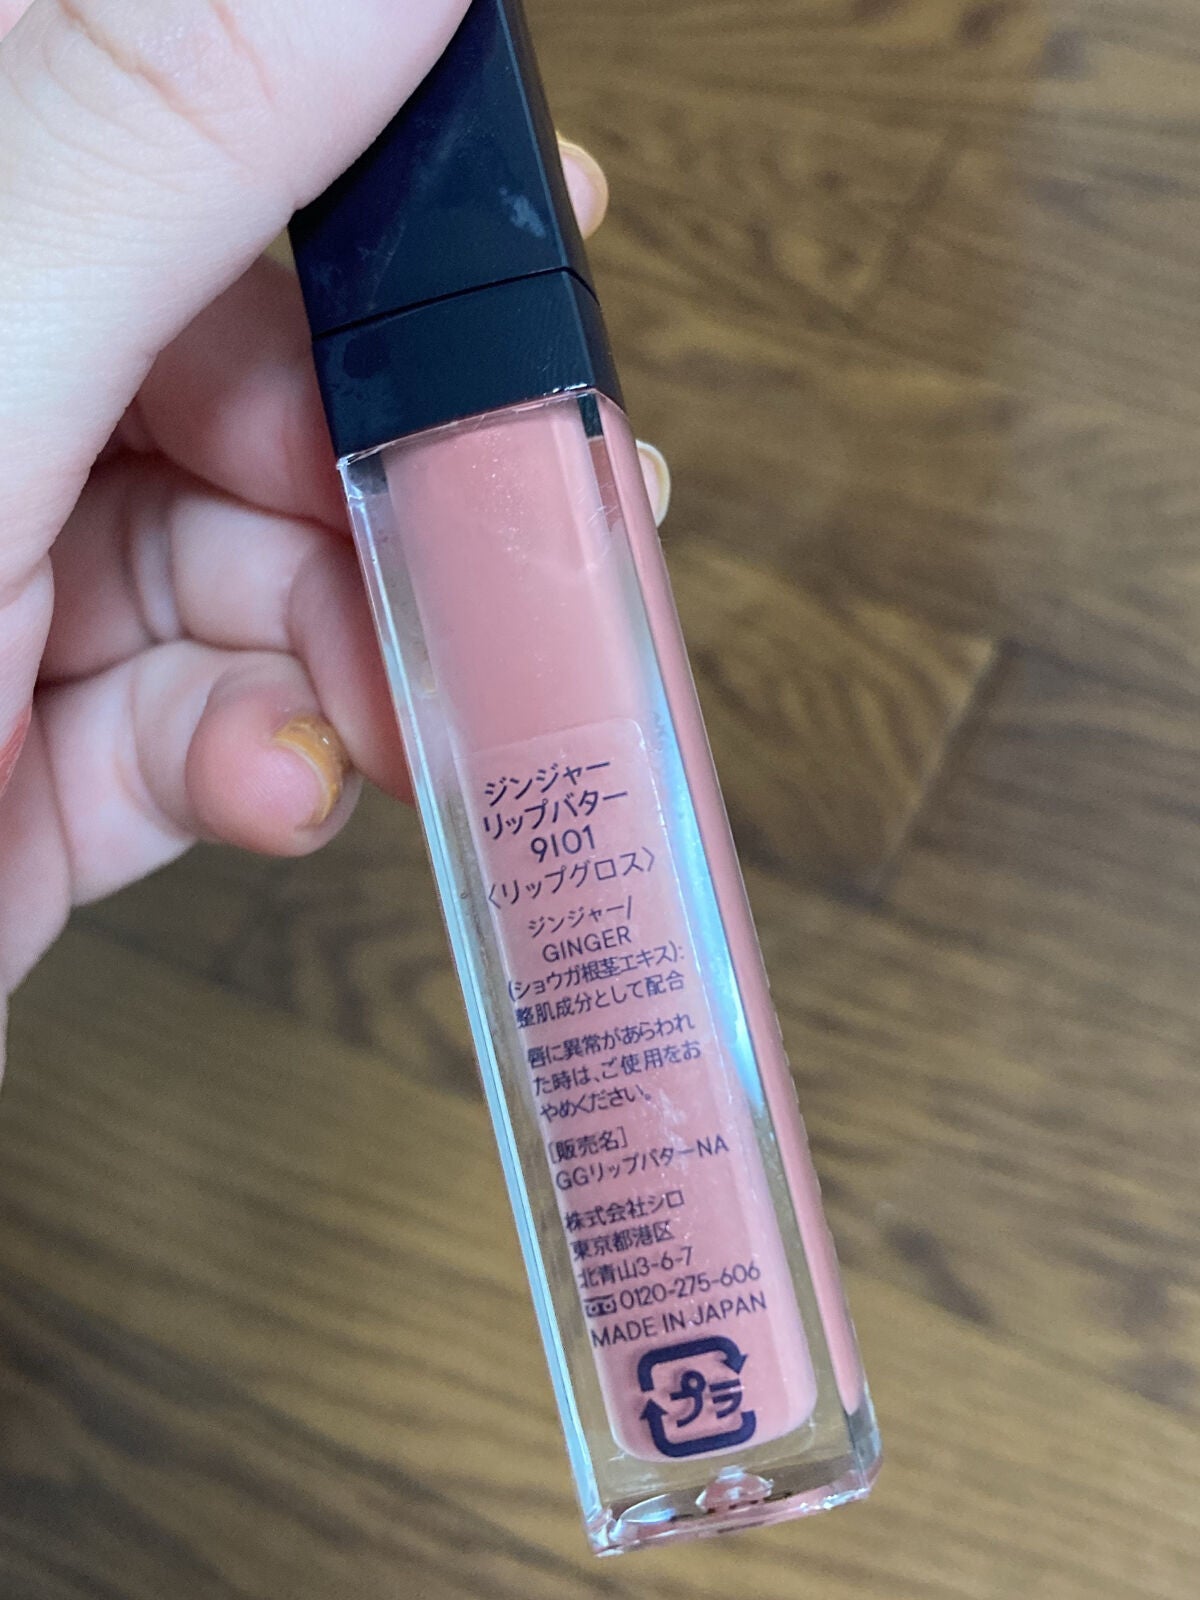 ジンジャー
リップバター
9I01
〈リップグロス〉
ジンジャー/
GINGER
(ショウガ根茎エキス):
整肌成分として配合
唇に異常があらわれ
た時は、ご使用をお
やめください。
[販売名]
GGリップバターNA
株式会社シロ
東京都港区
北青山3-6-7
0120-275-606
MADE IN JAPAN
プラ